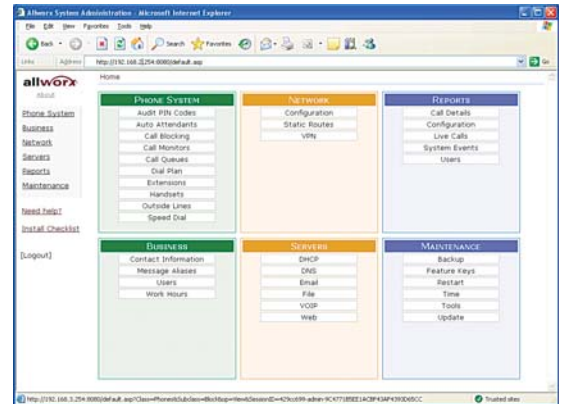 Allworx System Administration - Microsoft Internet Explorer
File Edit View Favorites Tools Help
Back Search Favorites
Links Address Go
Home
allworx
About
Phone System
Business
Network
Servers
Reports
Maintenance
Need help?
Install Checklist
[Logout]
PHONE SYSTEM
Audit PIN Codes
Auto Attendants
Call Blocking
Call Monitors
Call Queues
Dial Plan
Extensions
Handsets
Outside Lines
Speed Dial
NETWORK
Configuration
Static Routes
VPN
REPORTS
Call Details
Configuration
Live Calls
System Events
Users
BUSINESS
Contact Information
Message Aliases
Users
Work Hours
SERVERS
DHCP
DNS
Email
File
VOIP
Web
MAINTENANCE
Backup
Feature Keys
Restart
Time
Tools
Update
Trusted sites